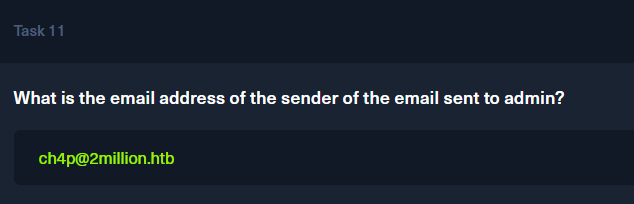 Task 11
What is the email address of the sender of the email sent to admin?
ch4p@2million.htb